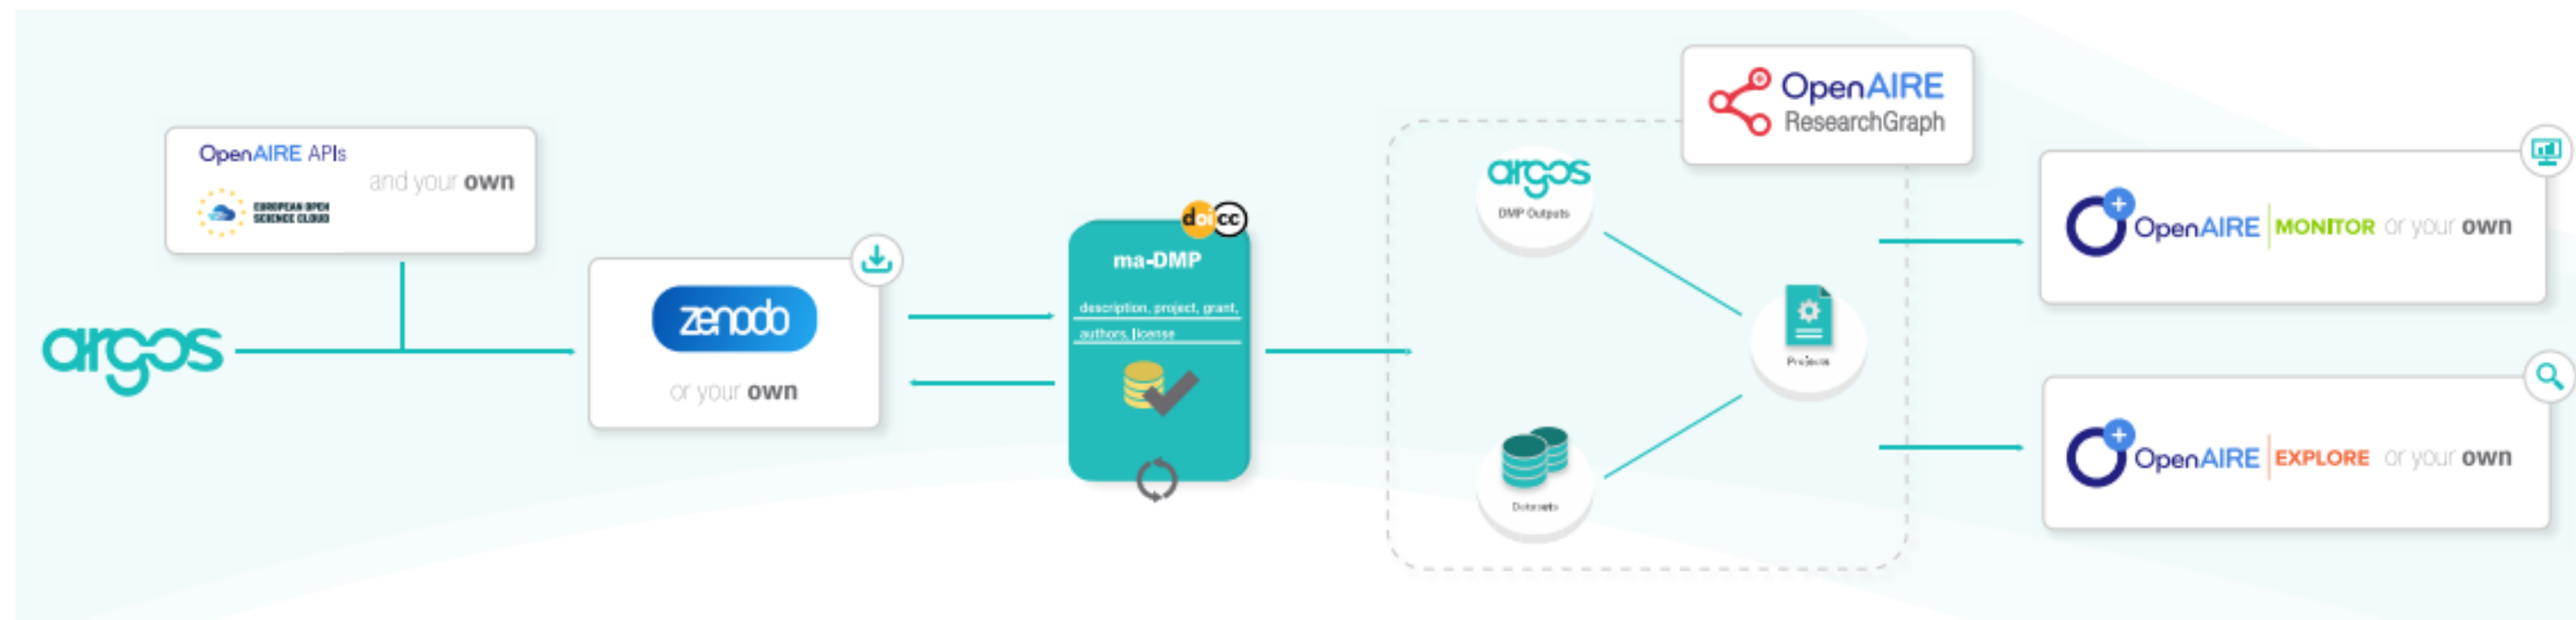 argos
OpenAIRE APIs
and your own
EUROPEAN OPEN
SCIENCE CLOUD
zenodo
or your own
doi cc
ma-DMP
description, project, grant,
authors, license
argos
DMP Outputs
Datasets
Projects
OpenAIRE
ResearchGraph
OpenAIRE MONITOR or your own
OpenAIRE EXPLORE or your own